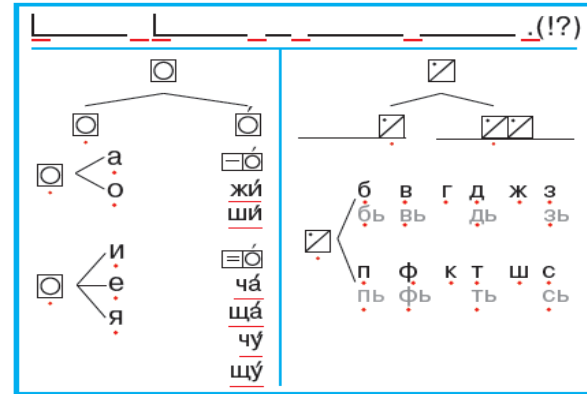 .(!?)
а
о
жи́
ши́
и
е
я
ча́
ща́
чу́
щу́
б в г д ж з
бь вь дь зь
п ф к т ш с
пь фь ть сь